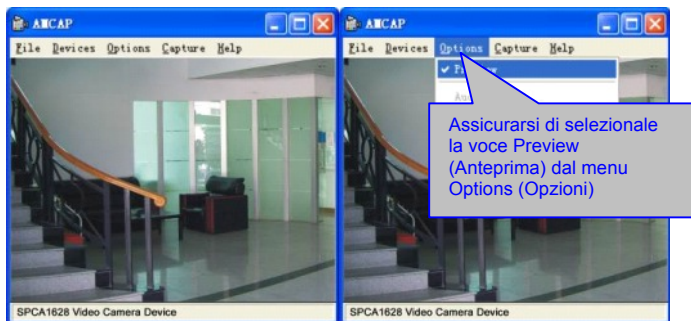 AMCAP
File Devices Options Capture Help
SPCA1628 Video Camera Device
AMCAP
File Devices Options Capture Help
Assicurarsi di selezionale
la voce Preview
(Anteprima) dal menu
Options (Opzioni)
SPCA1628 Video Camera Device